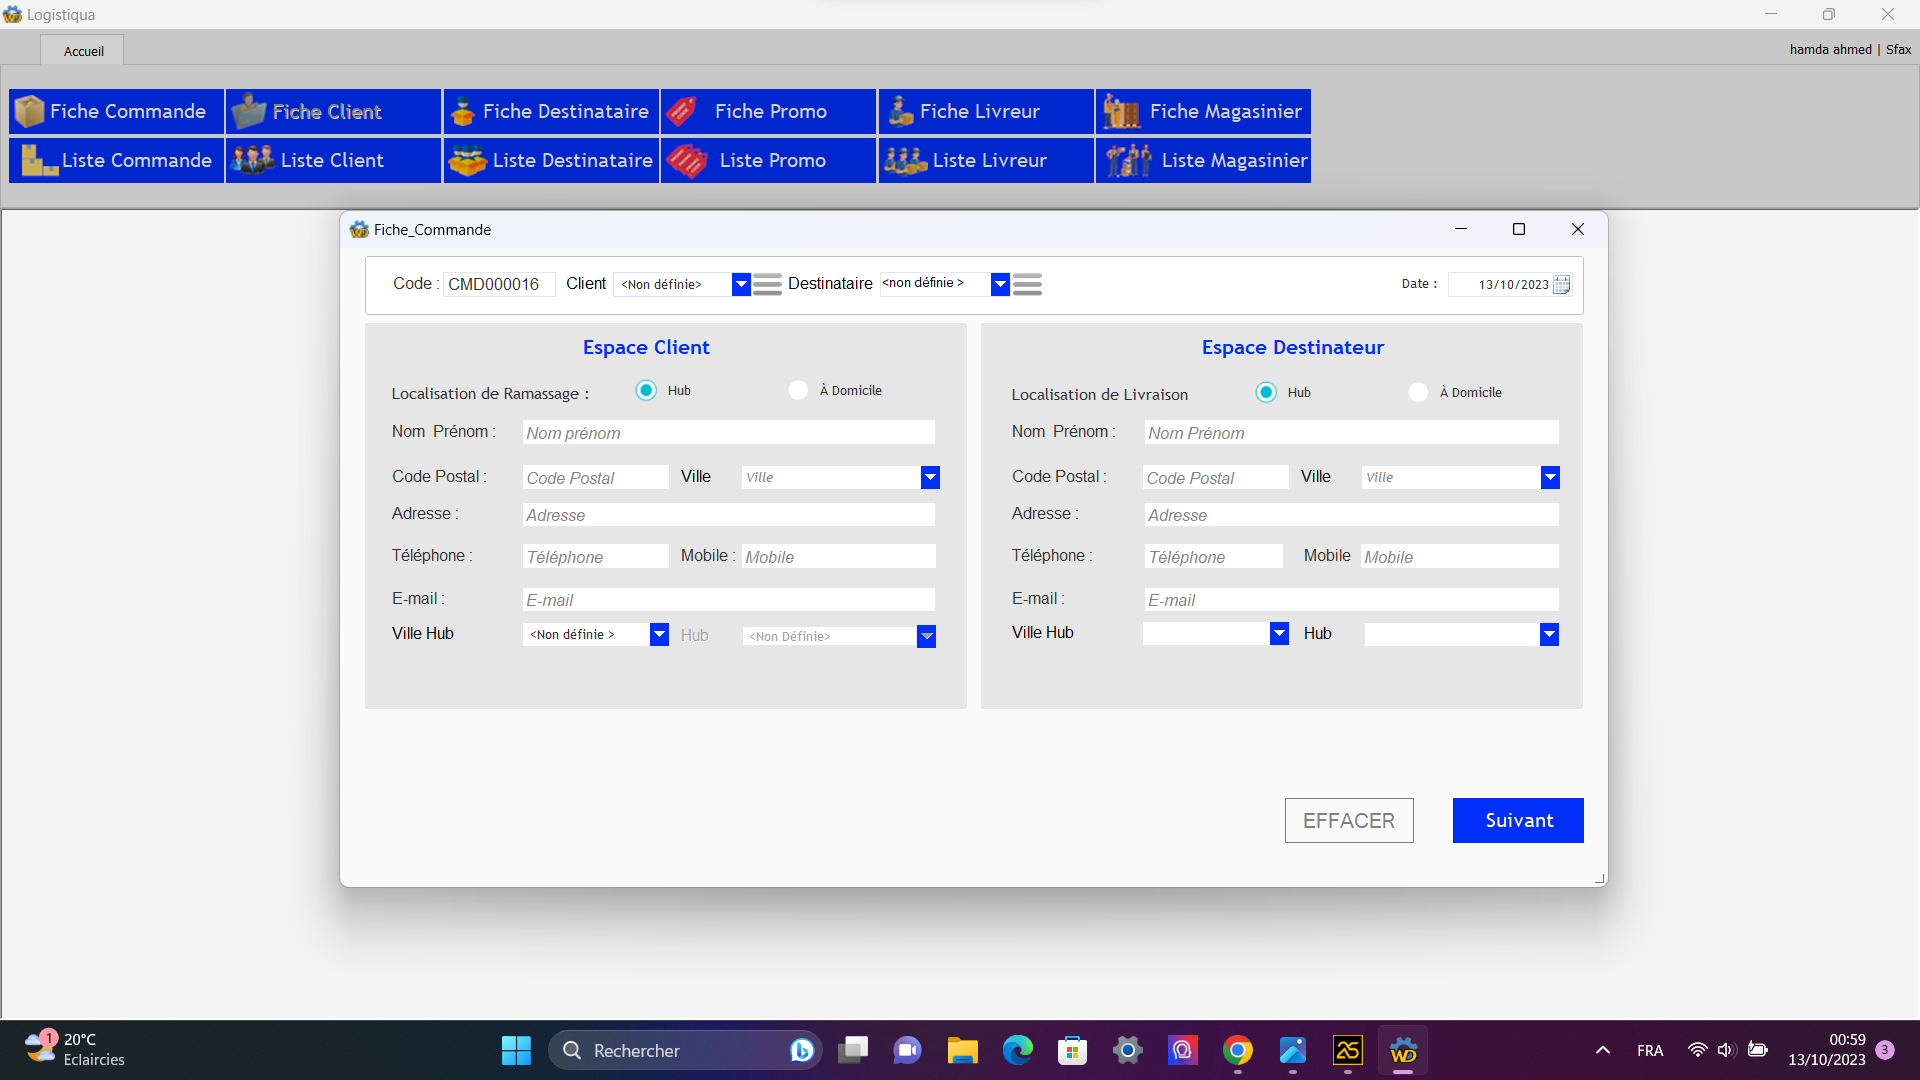 Logistiqua
Accueil
hamda ahmed | Sfax
Fiche Commande Fiche Client Fiche Destinataire Fiche Promo Fiche Livreur Fiche Magasinier
Liste Commande Liste Client Liste Destinataire Liste Promo Liste Livreur Liste Magasinier
Fiche_Commande
Code : CMD000016 Client <Non définie> Destinataire <non définie > Date : 13/10/2023
Espace Client
Localisation de Ramassage : Hub À Domicile
Nom Prénom : Nom prénom
Code Postal : Code Postal Ville Ville
Adresse : Adresse
Téléphone : Téléphone Mobile : Mobile
E-mail : E-mail
Ville Hub <Non définie > Hub <Non Définie>
Espace Destinateur
Localisation de Livraison Hub À Domicile
Nom Prénom : Nom Prénom
Code Postal : Code Postal Ville Ville
Adresse : Adresse
Téléphone : Téléphone Mobile Mobile
E-mail : E-mail
Ville Hub Hub
EFFACER Suivant
1 20°C
Eclaircies
Rechercher
WD
FRA
00:59
13/10/2023
3